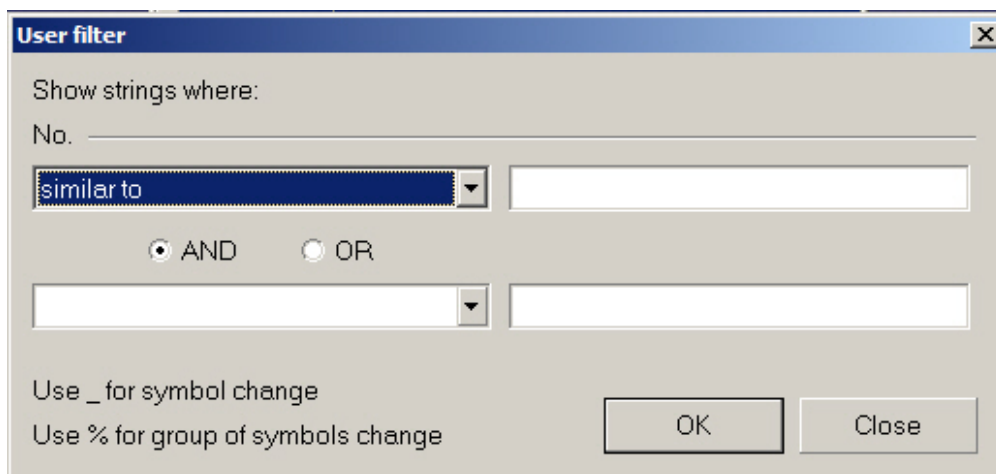 User filter
Show strings where:
No.
similar to
AND OR
Use _ for symbol change
Use % for group of symbols change
OK Close